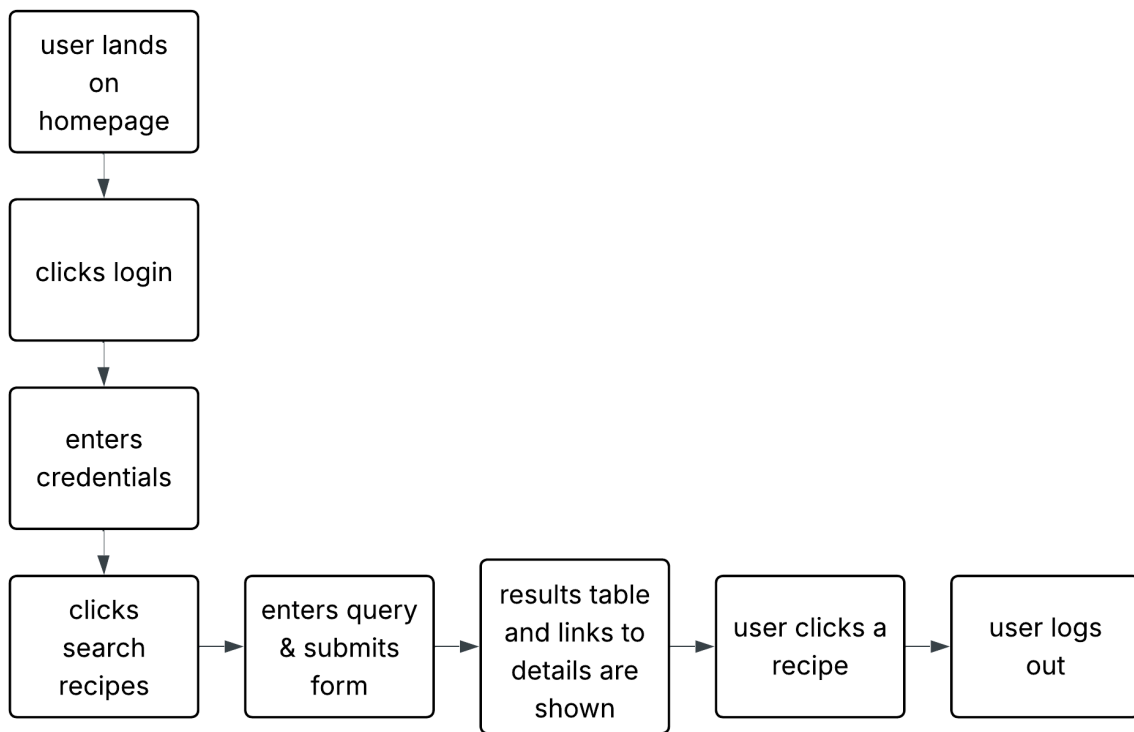 user lands
on
homepage
clicks login
enters
credentials
clicks
search
recipes
enters query
& submits
form
results table
and links to
details are
shown
user clicks a
recipe
user logs
out